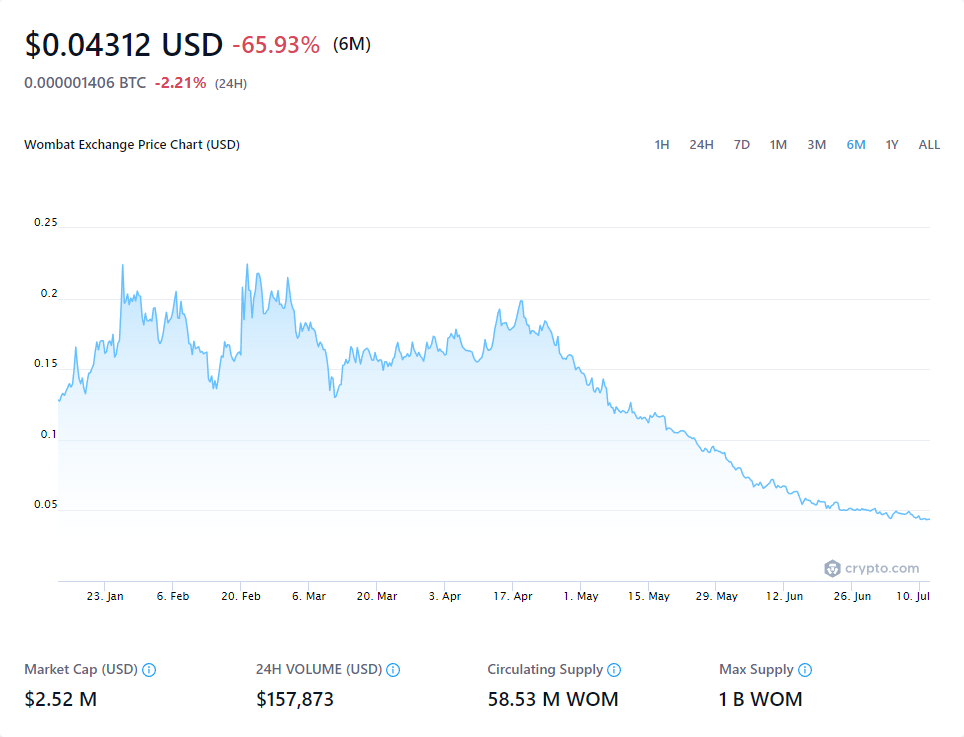 $0.04312 USD -65.93% (6M)
0.000001406 BTC -2.21% (24H)
Wombat Exchange Price Chart (USD) 1H 24H 7D 1M 3M 6M 1Y ALL
0.25
0.2
0.15
0.1
0.05
crypto.com
23. Jan 6. Feb 20. Feb 6. Mar 20. Mar 3. Apr 17. Apr 1. May 15. May 29. May 12. Jun 26. Jun 10. Jul
Market Cap (USD) 24H VOLUME (USD) Circulating Supply Max Supply
$2.52 M $157,873 58.53 M WOM 1 B WOM